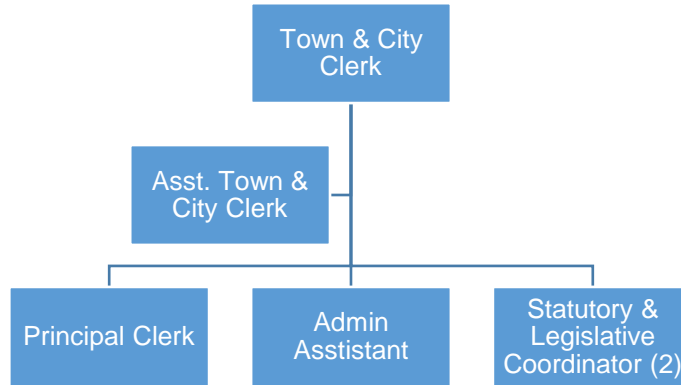 Town & City
Clerk
Asst. Town &
City Clerk
Principal Clerk
Admin
Asstistant
Statutory &
Legislative
Coordinator (2)